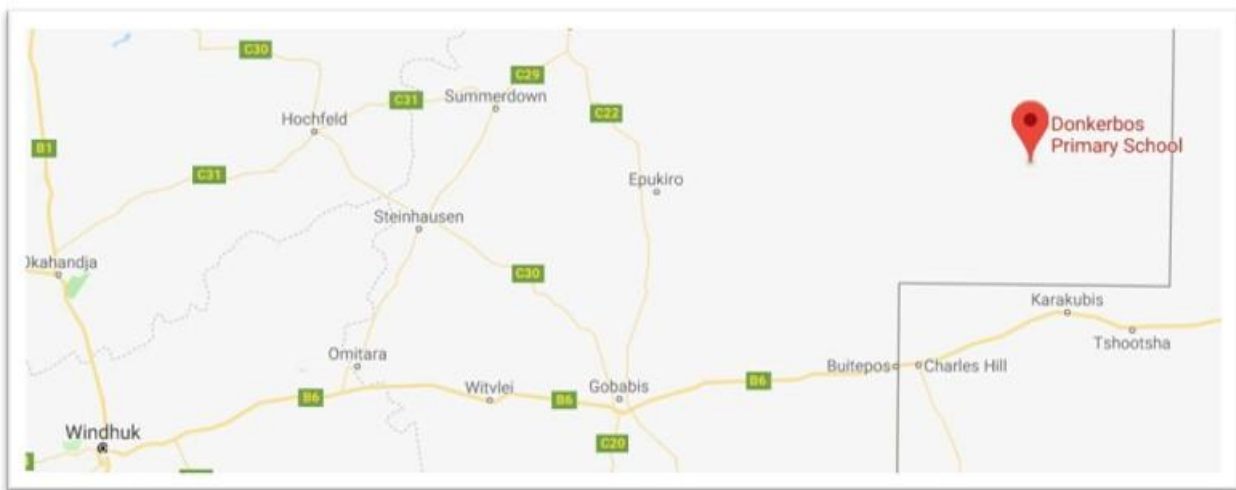 C30
C29
C31
Summerdown
Hochfeld
C22
Donkerbos
Primary School
B1
C31
Epukiro
Steinhausen
Okahandja
C30
Karakubis
Tshootsha
Omitara
Buitepos
Charles Hill
B6
B6
Witvlei
B6
Gobabis
Windhuk
C20